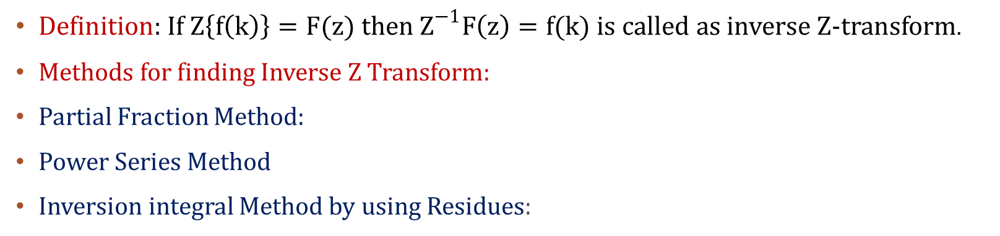 • Definition: If Z{f(k)} = F(z) then Z⁻¹F(z) = f(k) is called as inverse Z-transform.
• Methods for finding Inverse Z Transform:
• Partial Fraction Method:
• Power Series Method
• Inversion integral Method by using Residues: